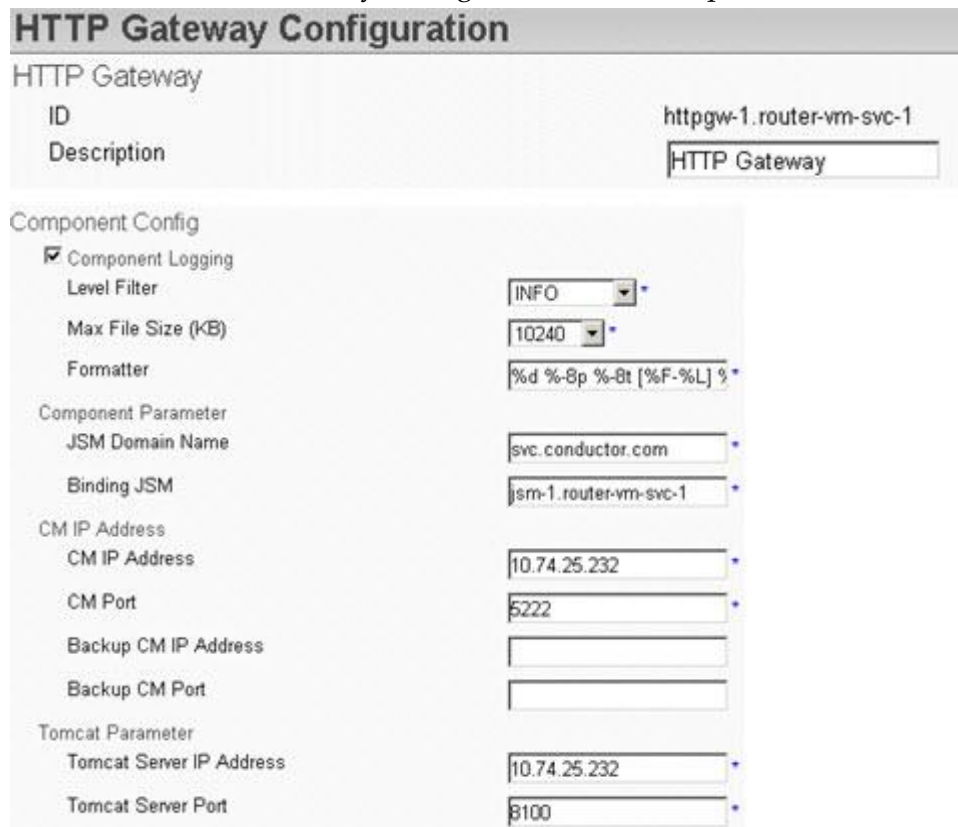 HTTP Gateway Configuration
HTTP Gateway
ID httpgw-1.router-vm-svc-1
Description HTTP Gateway
Component Config
Component Logging
Level Filter INFO *
Max File Size (KB) 10240 *
Formatter %d %-8p %-8t [%F-%L] *
Component Parameter
JSM Domain Name svc.conductor.com *
Binding JSM jsm-1.router-vm-svc-1 *
CM IP Address
CM IP Address 10.74.25.232 *
CM Port 5222 *
Backup CM IP Address
Backup CM Port
Tomcat Parameter
Tomcat Server IP Address 10.74.25.232 *
Tomcat Server Port 8100 *